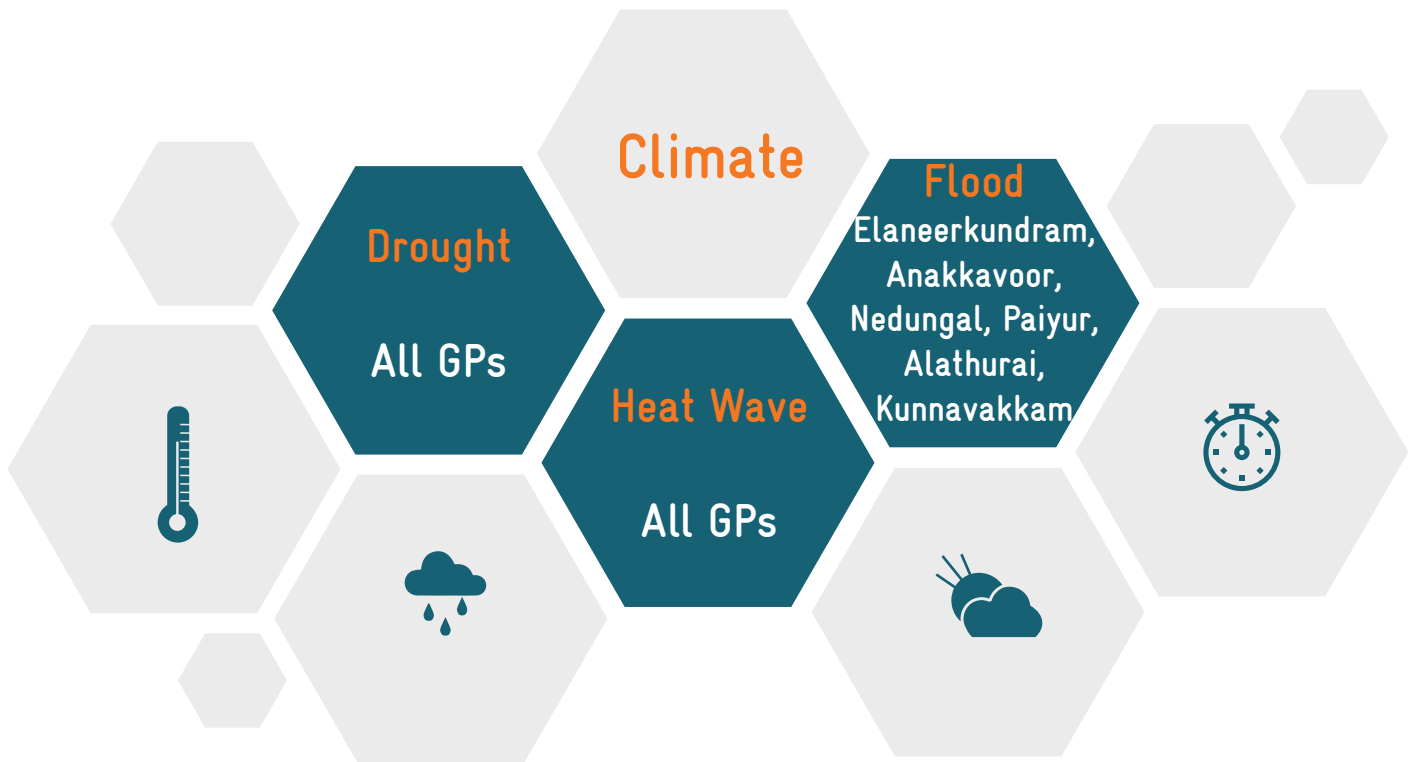 Climate
Drought
All GPs
Heat Wave
All GPs
Flood
Elaneerkundram,
Anakkavoor,
Nedungal, Paiyur,
Alathurai,
Kunnavakkam